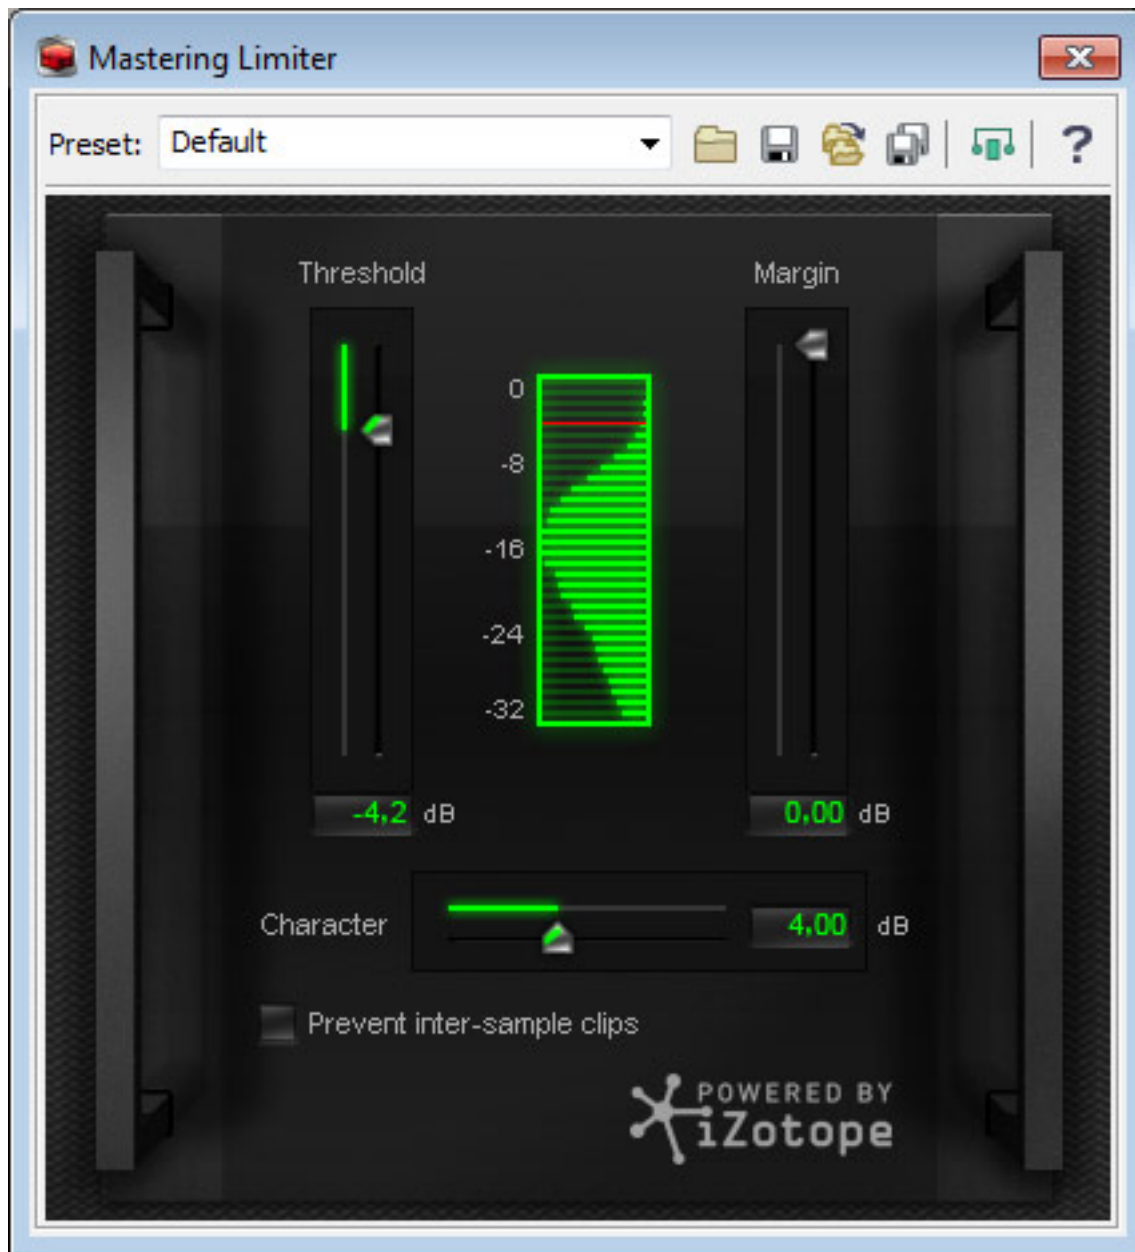 Mastering Limiter
Preset: Default
?
Threshold
Margin
0
-8
-16
-24
-32
-4,2 dB
0,00 dB
Character 4,00 dB
Prevent inter-sample clips
POWERED BY
iZotope